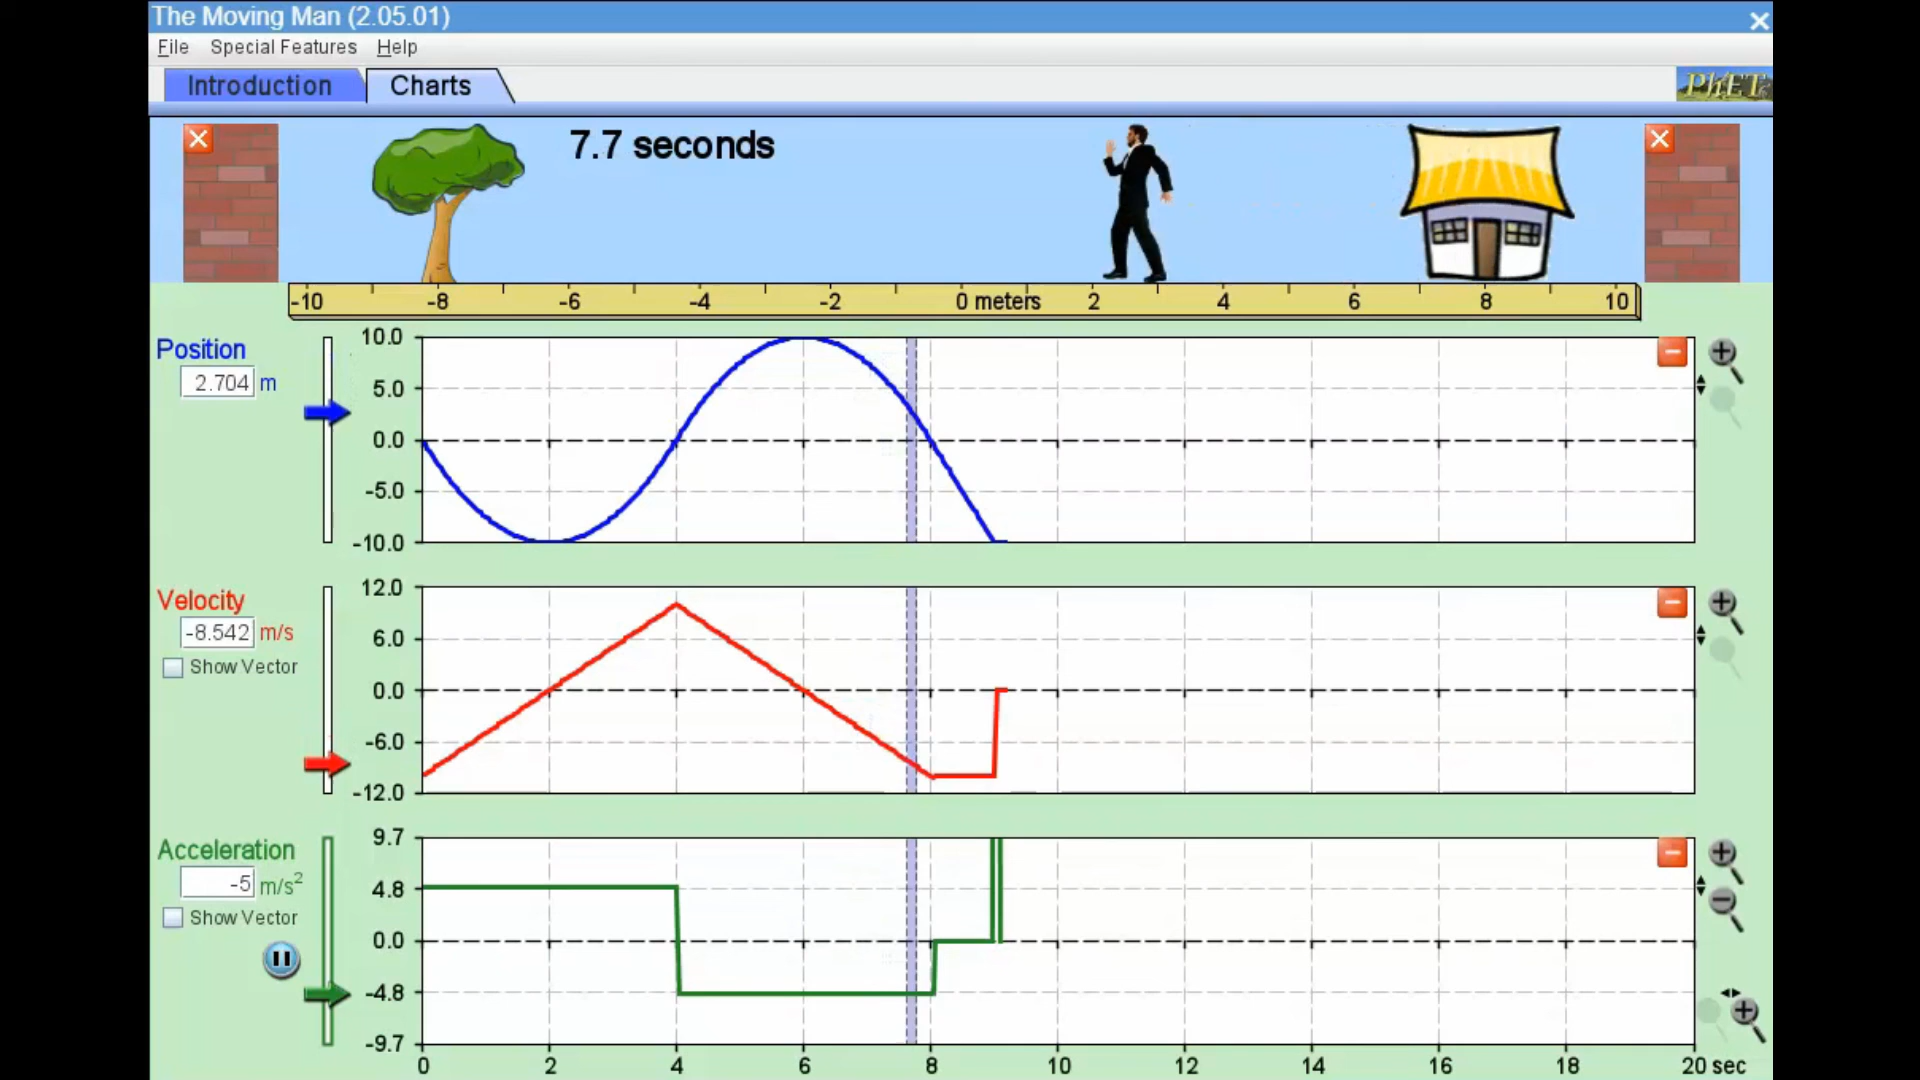 The Moving Man (2.05.01)
File Special Features Help
Introduction Charts PhET
7.7 seconds
-10 -8 -6 -4 -2 0 meters 2 4 6 8 10
Position
2.704 m
10.0
5.0
0.0
-5.0
-10.0
Velocity
-8.542 m/s
Show Vector
12.0
6.0
0.0
-6.0
-12.0
Acceleration
-5 m/s²
Show Vector
9.7
4.8
0.0
-4.8
-9.7
0 2 4 6 8 10 12 14 16 18 20 sec